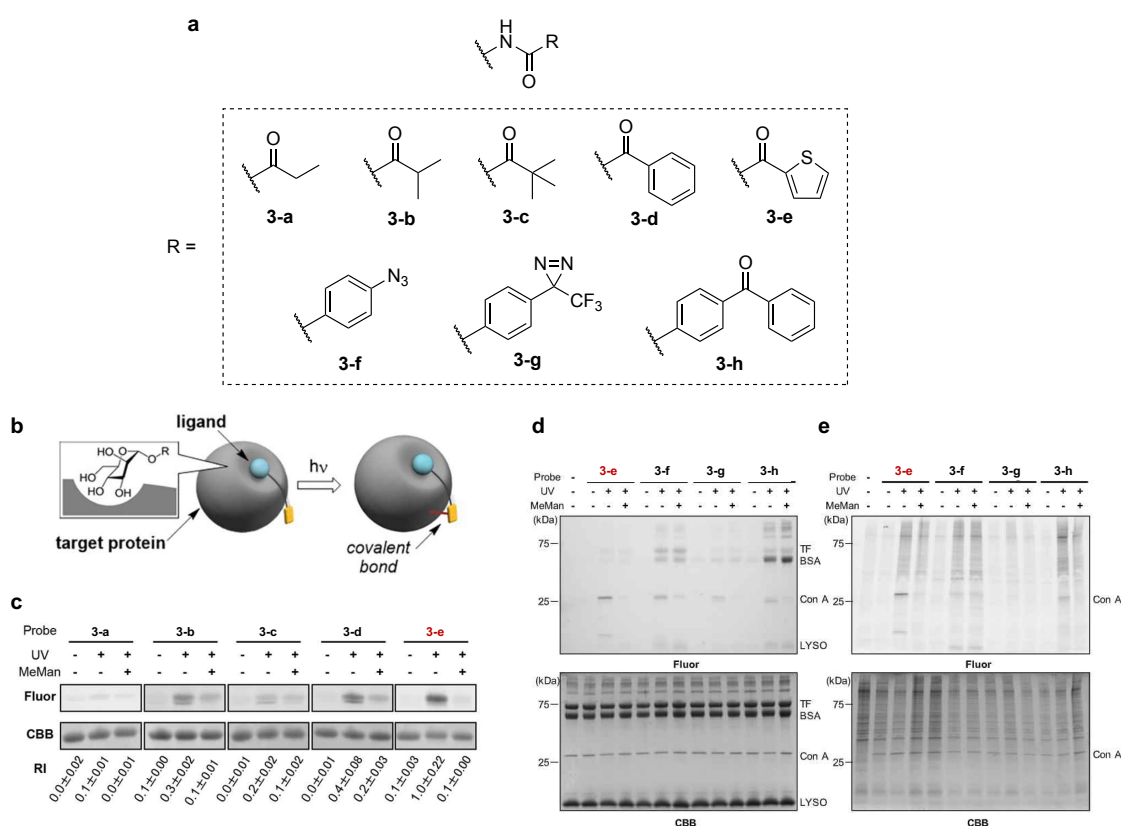 a
H
N
R
O
O
O
O
O
O
S
3-a
3-b
3-c
3-d
3-e
R =
N3
N=N
CF3
O
3-f
3-g
3-h
b
ligand
HO
OH
O
R
HO
O
HO
target protein
hν
covalent
bond
c
Probe 3-a 3-b 3-c 3-d 3-e
UV - + + - + + - + + - + + - + +
MeMan - - + - - + - - + - - + - - +
Fluor
CBB
RI
0.0±0.02 0.1±0.01 0.0±0.01 0.1±0.00 0.3±0.02 0.1±0.01 0.0±0.01 0.2±0.02 0.1±0.02 0.0±0.01 0.4±0.08 0.2±0.03 0.1±0.03 1.0±0.22 0.1±0.00
d
Probe - 3-e 3-f 3-g 3-h
UV - - + + - + + - + + - + +
MeMan - - - + - - + - - + - - +
(kDa)
75
25
TF
BSA
Con A
LYSO
Fluor
(kDa)
75
25
TF
BSA
Con A
LYSO
CBB
e
Probe - 3-e 3-f 3-g 3-h
UV - - + + - + + - + + - + +
MeMan - - - + - - + - - + - - +
(kDa)
75
25
Con A
Fluor
(kDa)
75
25
Con A
CBB